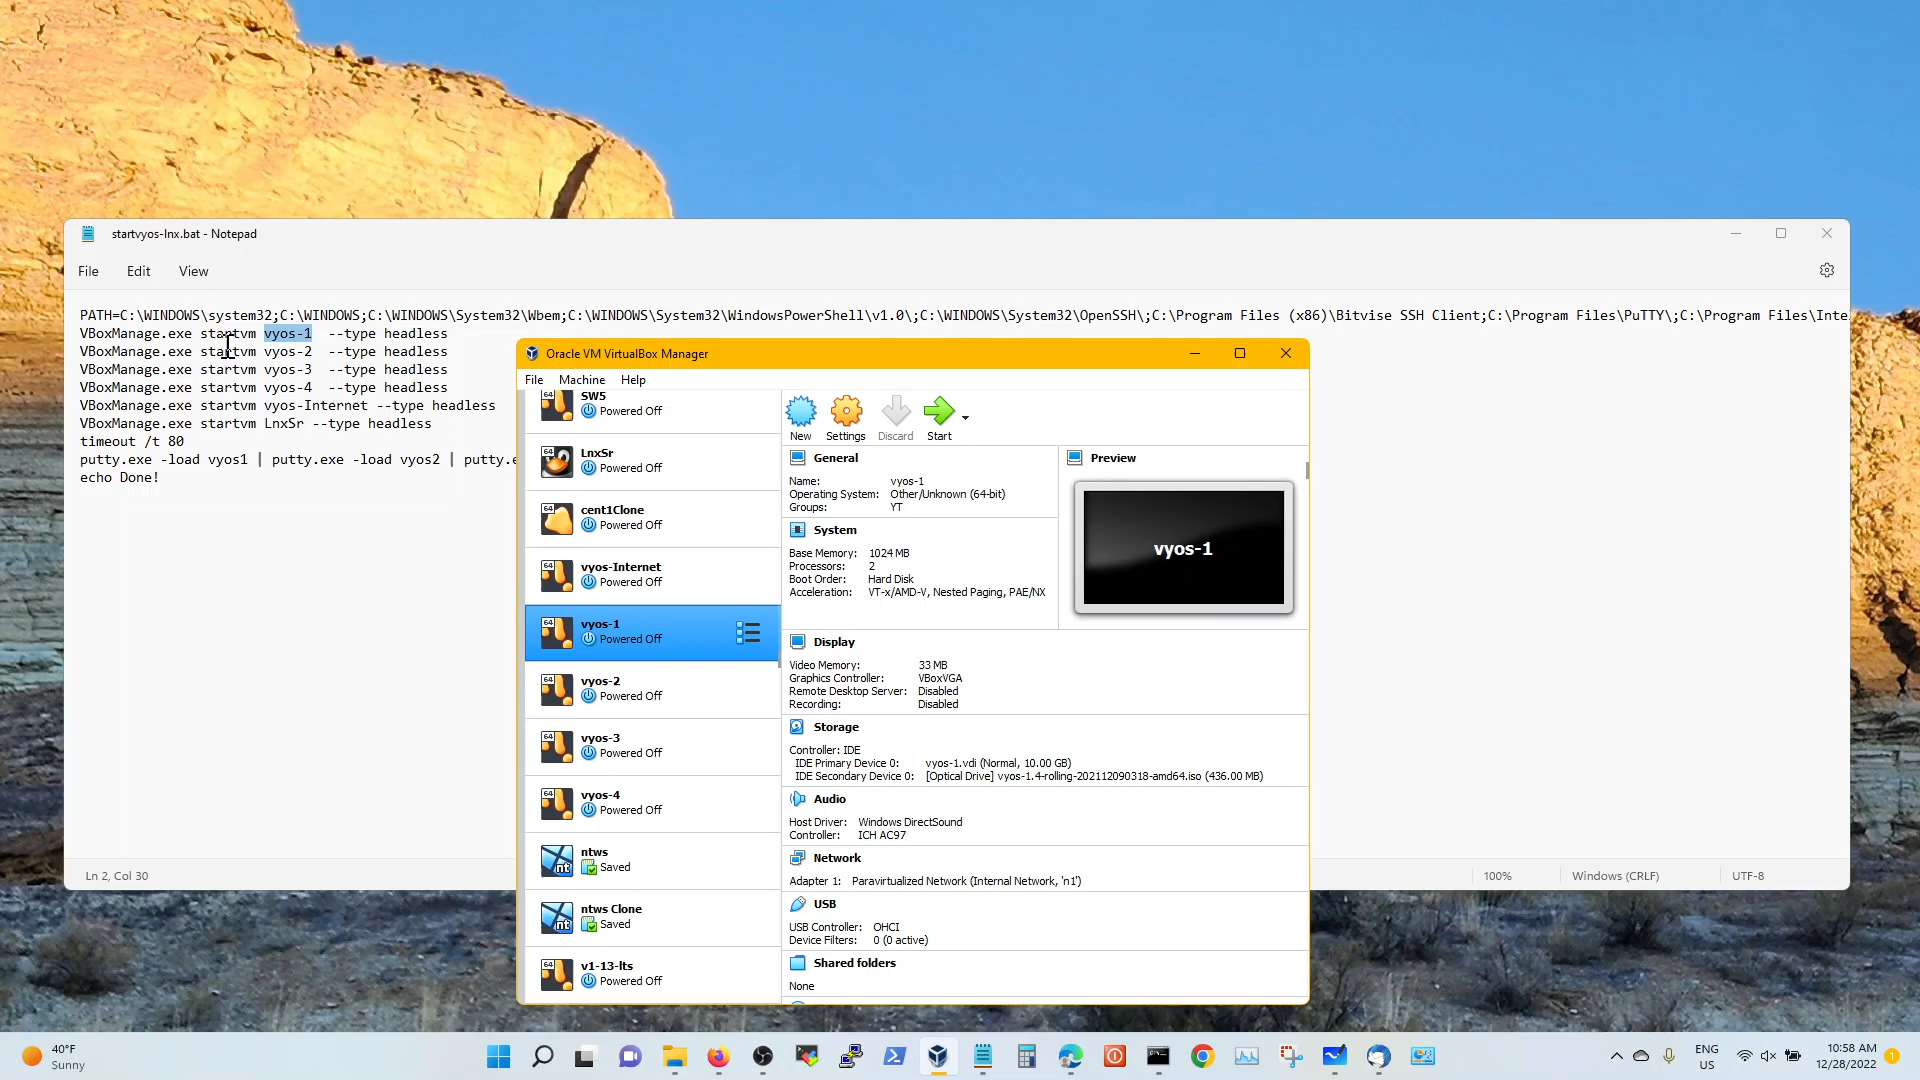 startvyos-lnx.bat - Notepad
File Edit View
PATH=C:\WINDOWS\system32;C:\WINDOWS;C:\WINDOWS\System32\Wbem;C:\WINDOWS\System32\WindowsPowerShell\v1.0\;C:\WINDOWS\System32\OpenSSH\;C:\Program Files (x86)\Bitvise SSH Client;C:\Program Files\PuTTY\;C:\Program Files\Inte
VBoxManage.exe startvm vyos-1  --type headless
VBoxManage.exe startvm vyos-2  --type headless
VBoxManage.exe startvm vyos-3  --type headless
VBoxManage.exe startvm vyos-4  --type headless
VBoxManage.exe startvm vyos-Internet --type headless
VBoxManage.exe startvm LnxSr --type headless
timeout /t 80
putty.exe -load vyos1 | putty.exe -load vyos2 | putty.e
echo Done!
Ln 2, Col 30
100%
Windows (CRLF)
UTF-8
Oracle VM VirtualBox Manager
File Machine Help
64 SW5
Powered Off
64 LnxSr
Powered Off
64 cent1Clone
Powered Off
64 vyos-Internet
Powered Off
64 vyos-1
Powered Off
64 vyos-2
Powered Off
64 vyos-3
Powered Off
64 vyos-4
Powered Off
nt ntws
Saved
nt ntws Clone
Saved
64 v1-13-lts
Powered Off
New Settings Discard Start
General
Name: vyos-1
Operating System: Other/Unknown (64-bit)
Groups: YT
System
Base Memory: 1024 MB
Processors: 2
Boot Order: Hard Disk
Acceleration: VT-x/AMD-V, Nested Paging, PAE/NX
Preview
vyos-1
Display
Video Memory: 33 MB
Graphics Controller: VBoxVGA
Remote Desktop Server: Disabled
Recording: Disabled
Storage
Controller: IDE
IDE Primary Device 0: vyos-1.vdi (Normal, 10.00 GB)
IDE Secondary Device 0: [Optical Drive] vyos-1.4-rolling-202112090318-amd64.iso (436.00 MB)
Audio
Host Driver: Windows DirectSound
Controller: ICH AC97
Network
Adapter 1: Paravirtualized Network (Internal Network, 'n1')
USB
USB Controller: OHCI
Device Filters: 0 (0 active)
Shared folders
None
40°F
Sunny
ENG
US
10:58 AM
12/28/2022
1